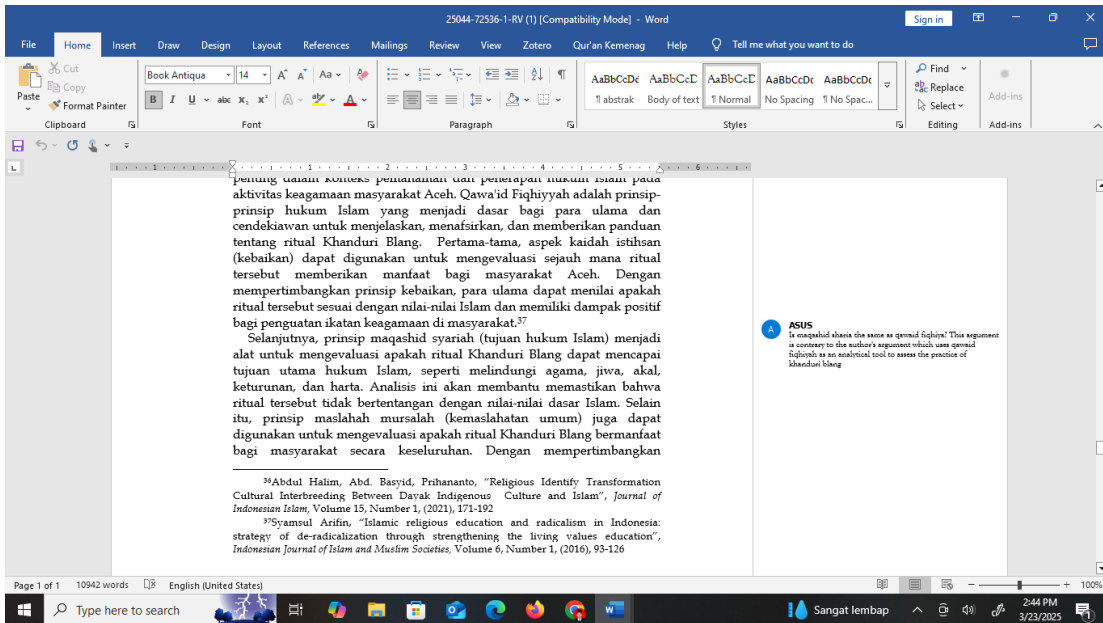 25044-72536-1-RV (1) [Compatibility Mode] - Word
Sign in
File Home Insert Draw Design Layout References Mailings Review View Zotero Qur'an Kemenag Help Tell me what you want to do
Paste
Cut
Copy
Format Painter
Clipboard
Book Antiqua 14
Font
Paragraph
AaBbCcDc AaBbCcD AaBbCcD AaBbCcDc AaBbCcDc
¶ abstrak Body of text ¶ Normal No Spacing ¶ No Spac...
Styles
Find
Replace
Select
Editing
Add-ins
Add-ins
penting dalam konteks pemahaman dan penerapan hukum Islam pada
aktivitas keagamaan masyarakat Aceh. Qawa'id Fiqhiyyah adalah prinsip-
prinsip hukum Islam yang menjadi dasar bagi para ulama dan
cendekiawan untuk menjelaskan, menafsirkan, dan memberikan panduan
tentang ritual Khanduri Blang. Pertama-tama, aspek kaidah istihsan
(kebaikan) dapat digunakan untuk mengevaluasi sejauh mana ritual
tersebut memberikan manfaat bagi masyarakat Aceh. Dengan
mempertimbangkan prinsip kebaikan, para ulama dapat menilai apakah
ritual tersebut sesuai dengan nilai-nilai Islam dan memiliki dampak positif
bagi penguatan ikatan keagamaan di masyarakat.37
Selanjutnya, prinsip maqashid syariah (tujuan hukum Islam) menjadi
alat untuk mengevaluasi apakah ritual Khanduri Blang dapat mencapai
tujuan utama hukum Islam, seperti melindungi agama, jiwa, akal,
keturunan, dan harta. Analisis ini akan membantu memastikan bahwa
ritual tersebut tidak bertentangan dengan nilai-nilai dasar Islam. Selain
itu, prinsip maslahah mursalah (kemaslahatan umum) juga dapat
digunakan untuk mengevaluasi apakah ritual Khanduri Blang bermanfaat
bagi masyarakat secara keseluruhan. Dengan mempertimbangkan
36Abdul Halim, Abd. Basyid, Prihananto, "Religious Identify Transformation
Cultural Interbreeding Between Dayak Indigenous Culture and Islam", Journal of
Indonesian Islam, Volume 15, Number 1, (2021), 171-192
37Syamsul Arifin, "Islamic religious education and radicalism in Indonesia:
strategy of de-radicalization through strengthening the living values education",
Indonesian Journal of Islam and Muslim Societies, Volume 6, Number 1, (2016), 93-126
A ASUS
Is maqashid sharia the same as qawaid fiqhiya? This argument
is contrary to the author's argument which uses qawaid
fiqhiyah as an analytical tool to assess the practice of
khanduri blang
Page 1 of 1 10942 words English (United States) 100%
Type here to search
Sangat lembap
2:44 PM
3/23/2025